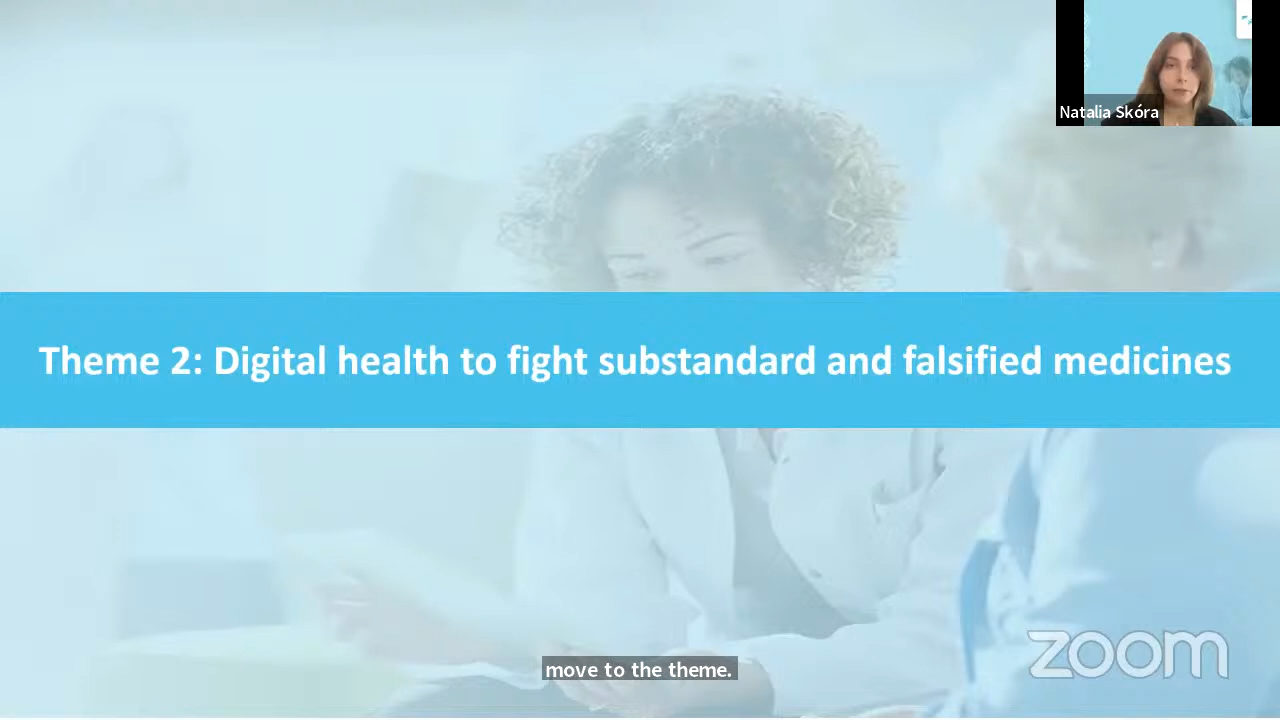 Natalia Skóra
Theme 2: Digital health to fight substandard and falsified medicines
move to the theme.
zoom